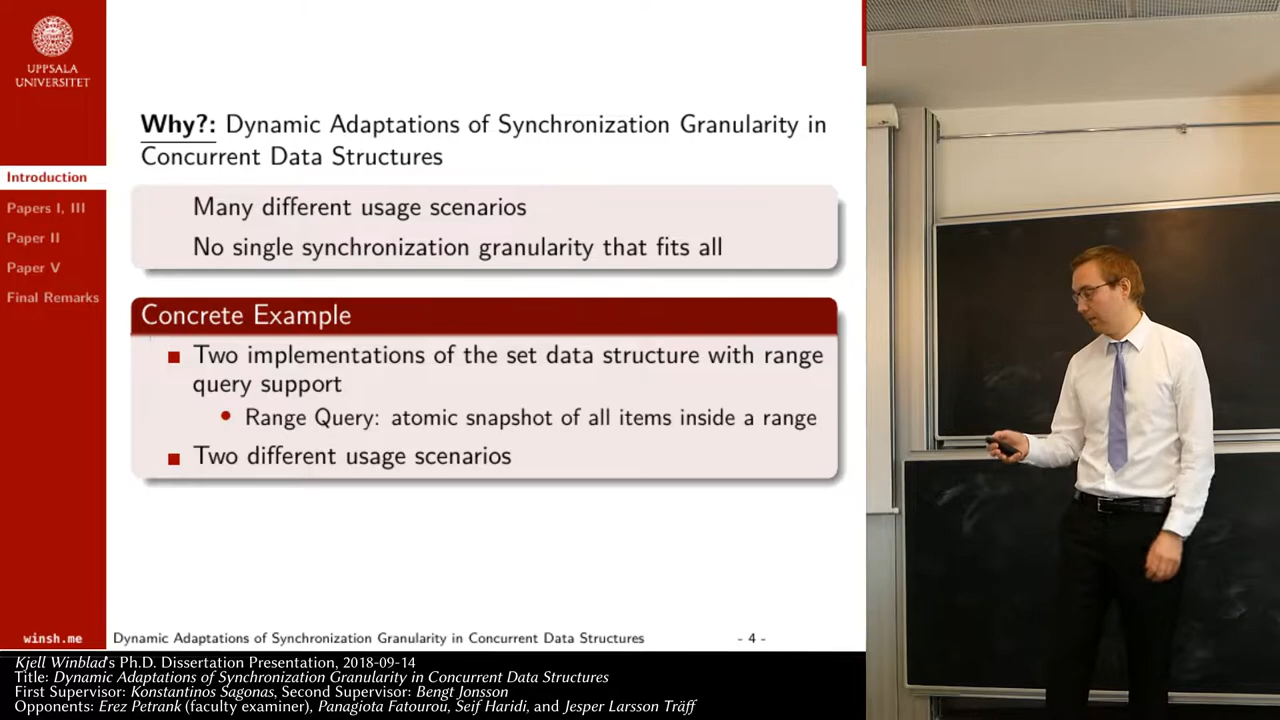 UPPSALA
UNIVERSITET
Introduction
Papers I, III
Paper II
Paper V
Final Remarks
winsh.me
Why?: Dynamic Adaptations of Synchronization Granularity in
Concurrent Data Structures
Many different usage scenarios
No single synchronization granularity that fits all
Concrete Example
Two implementations of the set data structure with range
query support
Range Query: atomic snapshot of all items inside a range
Two different usage scenarios
Dynamic Adaptations of Synchronization Granularity in Concurrent Data Structures
- 4 -
Kjell Winblad's Ph.D. Dissertation Presentation, 2018-09-14
Title: Dynamic Adaptations of Synchronization Granularity in Concurrent Data Structures
First Supervisor: Konstantinos Sagonas, Second Supervisor: Bengt Jonsson
Opponents: Erez Petrank (faculty examiner), Panagiota Fatourou, Seif Haridi, and Jesper Larsson Träff